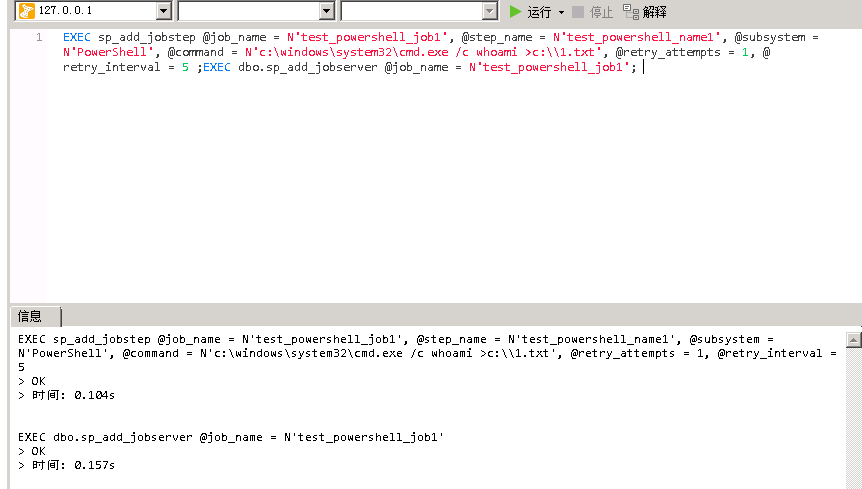 127.0.0.1 运行 停止 解释
1 EXEC sp_add_jobstep @job_name = N'test_powershell_job1', @step_name = N'test_powershell_name1', @subsystem =
N'PowerShell', @command = N'c:\windows\system32\cmd.exe /c whoami >c:\\1.txt', @retry_attempts = 1, @
retry_interval = 5 ;EXEC dbo.sp_add_jobserver @job_name = N'test_powershell_job1';
信息
EXEC sp_add_jobstep @job_name = N'test_powershell_job1', @step_name = N'test_powershell_name1', @subsystem =
N'PowerShell', @command = N'c:\windows\system32\cmd.exe /c whoami >c:\\1.txt', @retry_attempts = 1, @retry_interval =
5
> OK
> 时间: 0.104s
EXEC dbo.sp_add_jobserver @job_name = N'test_powershell_job1'
> OK
> 时间: 0.157s